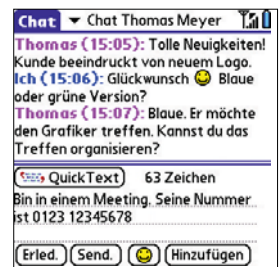 Chat Chat Thomas Meyer
Thomas (15:05): Tolle Neuigkeiten!
Kunde beeindruckt von neuem Logo.
Ich (15:06): Glückwunsch Blaue
oder grüne Version?
Thomas (15:07): Blaue. Er möchte
den Grafiker treffen. Kannst du das
Treffen organisieren?
QuickText 63 Zeichen
Bin in einem Meeting. Seine Nummer
ist 0123 12345678
Erled. Send. Hinzufügen